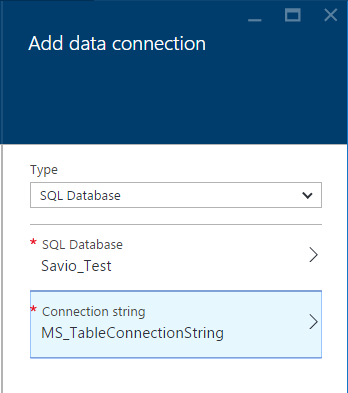 Add data connection
Type
SQL Database
* SQL Database
Savio_Test
* Connection string
MS_TableConnectionString